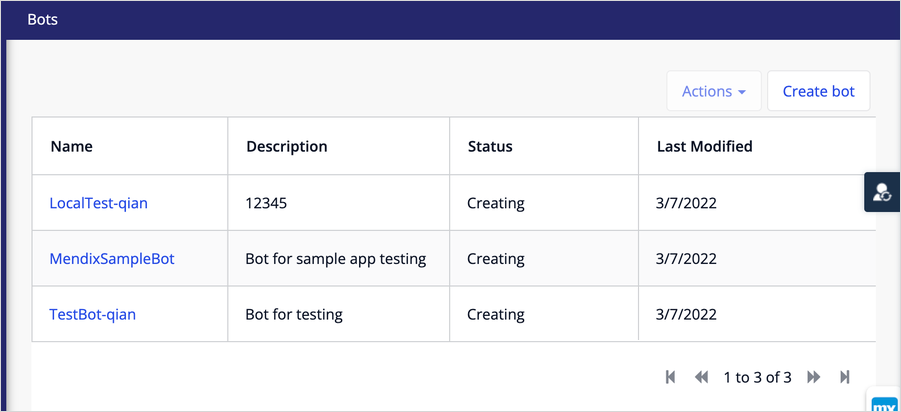 Bots
Actions Create bot
Name Description Status Last Modified
LocalTest-qian 12345 Creating 3/7/2022
MendixSampleBot Bot for sample app testing Creating 3/7/2022
TestBot-qian Bot for testing Creating 3/7/2022
1 to 3 of 3
mx